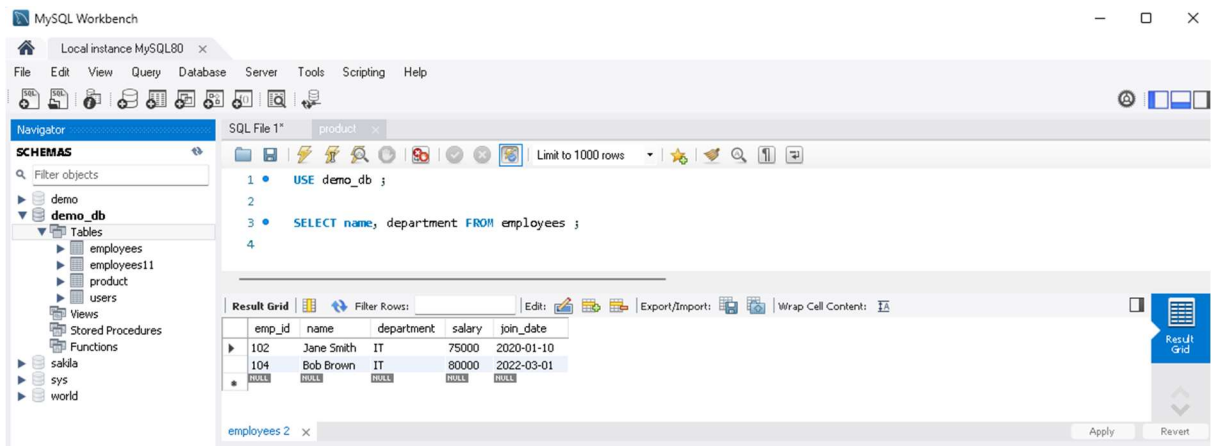 MySQL Workbench
Local instance MySQL80
File Edit View Query Database Server Tools Scripting Help
Navigator
SCHEMAS
Filter objects
demo
demo_db
Tables
employees
employees11
product
users
Views
Stored Procedures
Functions
sakila
sys
world
SQL File 1* product
Limit to 1000 rows
1 USE demo_db ;
2
3 SELECT name, department FROM employees ;
4
Result Grid Filter Rows: Edit: Export/Import: Wrap Cell Content:
emp_id name department salary join_date
102 Jane Smith IT 75000 2020-01-10
104 Bob Brown IT 80000 2022-03-01
NULL NULL NULL NULL NULL
Result
Grid
employees 2
Apply Revert